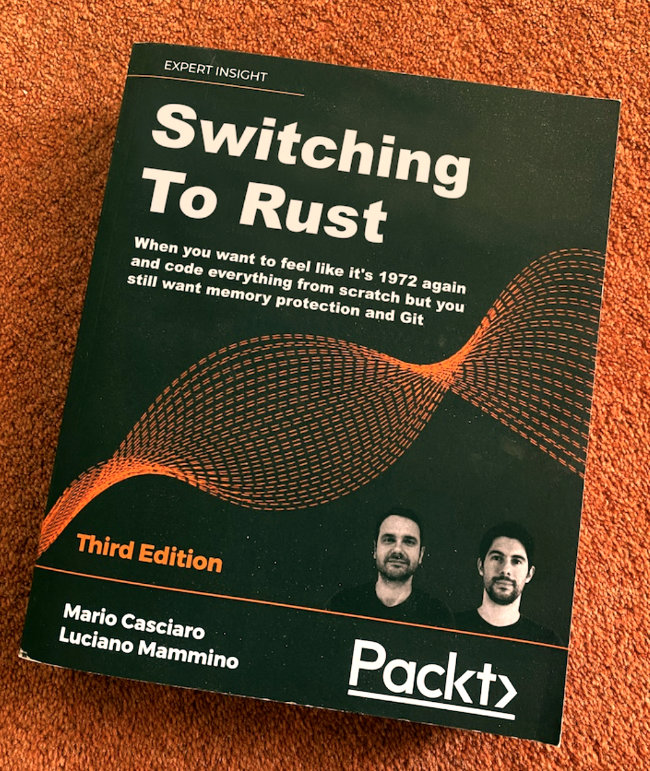 EXPERT INSIGHT
Switching
To Rust
When you want to feel like it's 1972 again
and code everything from scratch but you
still want memory protection and Git
Third Edition
Mario Casciaro
Luciano Mammino
Packt>